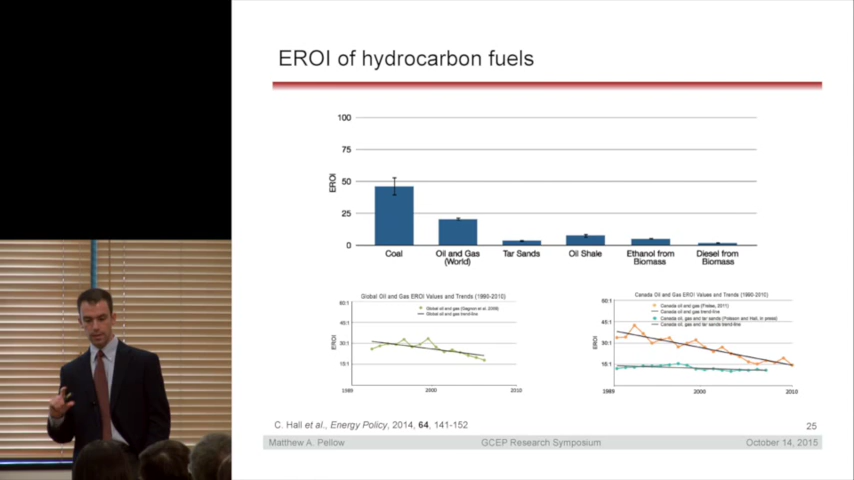 EROI of hydrocarbon fuels
100
75
50
25
0
EROI
Coal
Oil and Gas
(World)
Tar Sands
Oil Shale
Ethanol from
Biomass
Diesel from
Biomass
Global Oil and Gas EROI Values and Trends (1990-2010)
Global oil and gas (Gagnon et al, 2009)
Global oil and gas trend-line
60:1
45:1
30:1
15:1
EROI
1989
2000
2010
Canada Oil and Gas EROI Values and Trends (1990-2010)
Canada oil and gas (Freise, 2011)
Canada oil and gas trend-line
Canada oil, gas and tar sands (Poisson and Hall, in press)
Canada oil, gas and tar sands trend-line
60:1
45:1
30:1
15:1
EROI
1989
2000
2010
C. Hall et al., Energy Policy, 2014, 64, 141-152
25
Matthew A. Pellow
GCEP Research Symposium
October 14, 2015